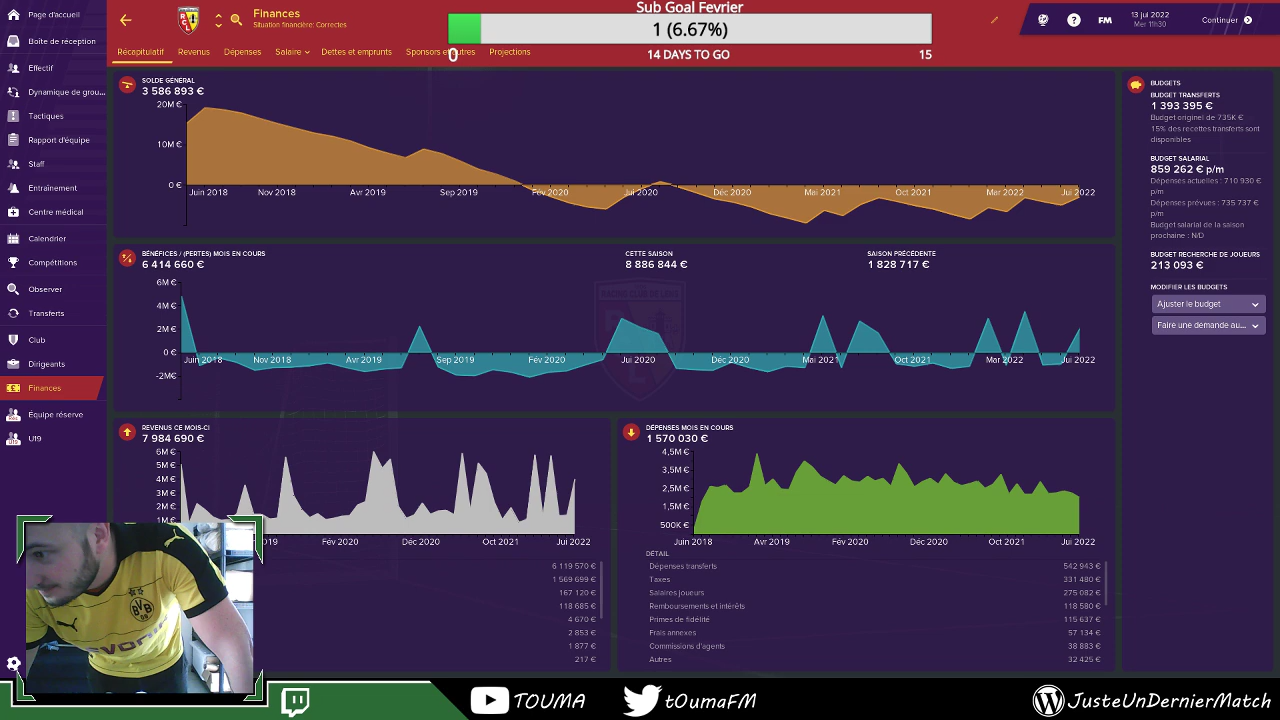 Sub Goal Fevrier
1 (6.67%)
0
14 DAYS TO GO
15
Finances
Situation financière: Correctes
FM
13 jui 2022
Mer 11h30
Continuer
Page d'accueil
Boîte de réception
Effectif
Dynamique de grou...
Tactiques
Rapport d'équipe
Staff
Entraînement
Centre médical
Calendrier
Compétitions
Observer
Transferts
Club
Dirigeants
Finances
Équipe réserve
U19
Récapitulatif
Revenus
Dépenses
Salaire
Dettes et emprunts
Sponsors et autres
Projections
SOLDE GÉNÉRAL
3 586 893 €
20M €
10M €
0 €
Juin 2018
Nov 2018
Avr 2019
Sep 2019
Fév 2020
Jui 2020
Déc 2020
Mai 2021
Oct 2021
Mar 2022
Jui 2022
BÉNÉFICES / (PERTES) MOIS EN COURS
6 414 660 €
CETTE SAISON
8 886 844 €
SAISON PRÉCÉDENTE
1 828 717 €
6M €
4M €
2M €
0 €
-2M€
Juin 2018
Nov 2018
Avr 2019
Sep 2019
Fév 2020
Jui 2020
Déc 2020
Mai 2021
Oct 2021
Mar 2022
Jui 2022
REVENUS CE MOIS-CI
7 984 690 €
6M €
5M €
4M €
3M €
2M €
1M €
2019
Fév 2020
Déc 2020
Oct 2021
Jui 2022
6 119 570 €
1 569 699 €
167 120 €
118 685 €
4 670 €
2 853 €
1 877 €
217 €
DÉPENSES MOIS EN COURS
1 570 030 €
4,5M €
3,5M €
2,5M €
1,5M €
500K €
Juin 2018
Avr 2019
Fév 2020
Déc 2020
Oct 2021
Jui 2022
DÉTAIL
Dépenses transferts 542 943 €
Taxes 331 480 €
Salaires joueurs 275 082 €
Remboursements et intérêts 118 580 €
Primes de fidélité 115 637 €
Frais annexes 57 134 €
Commissions d'agents 38 883 €
Autres 32 425 €
BUDGETS
BUDGET TRANSFERTS
1 393 395 €
Budget originel de 735K €
15% des recettes transferts sont
disponibles
BUDGET SALARIAL
859 262 € p/m
Dépenses actuelles : 710 930 €
p/m
Dépenses prévues : 735 737 €
p/m
Budget salarial de la saison
prochaine : N/D
BUDGET RECHERCHE DE JOUEURS
213 093 €
MODIFIER LES BUDGETS
Ajuster le budget
Faire une demande au...
BVB
09
TOUMA
tOumaFM
JusteUnDernierMatch